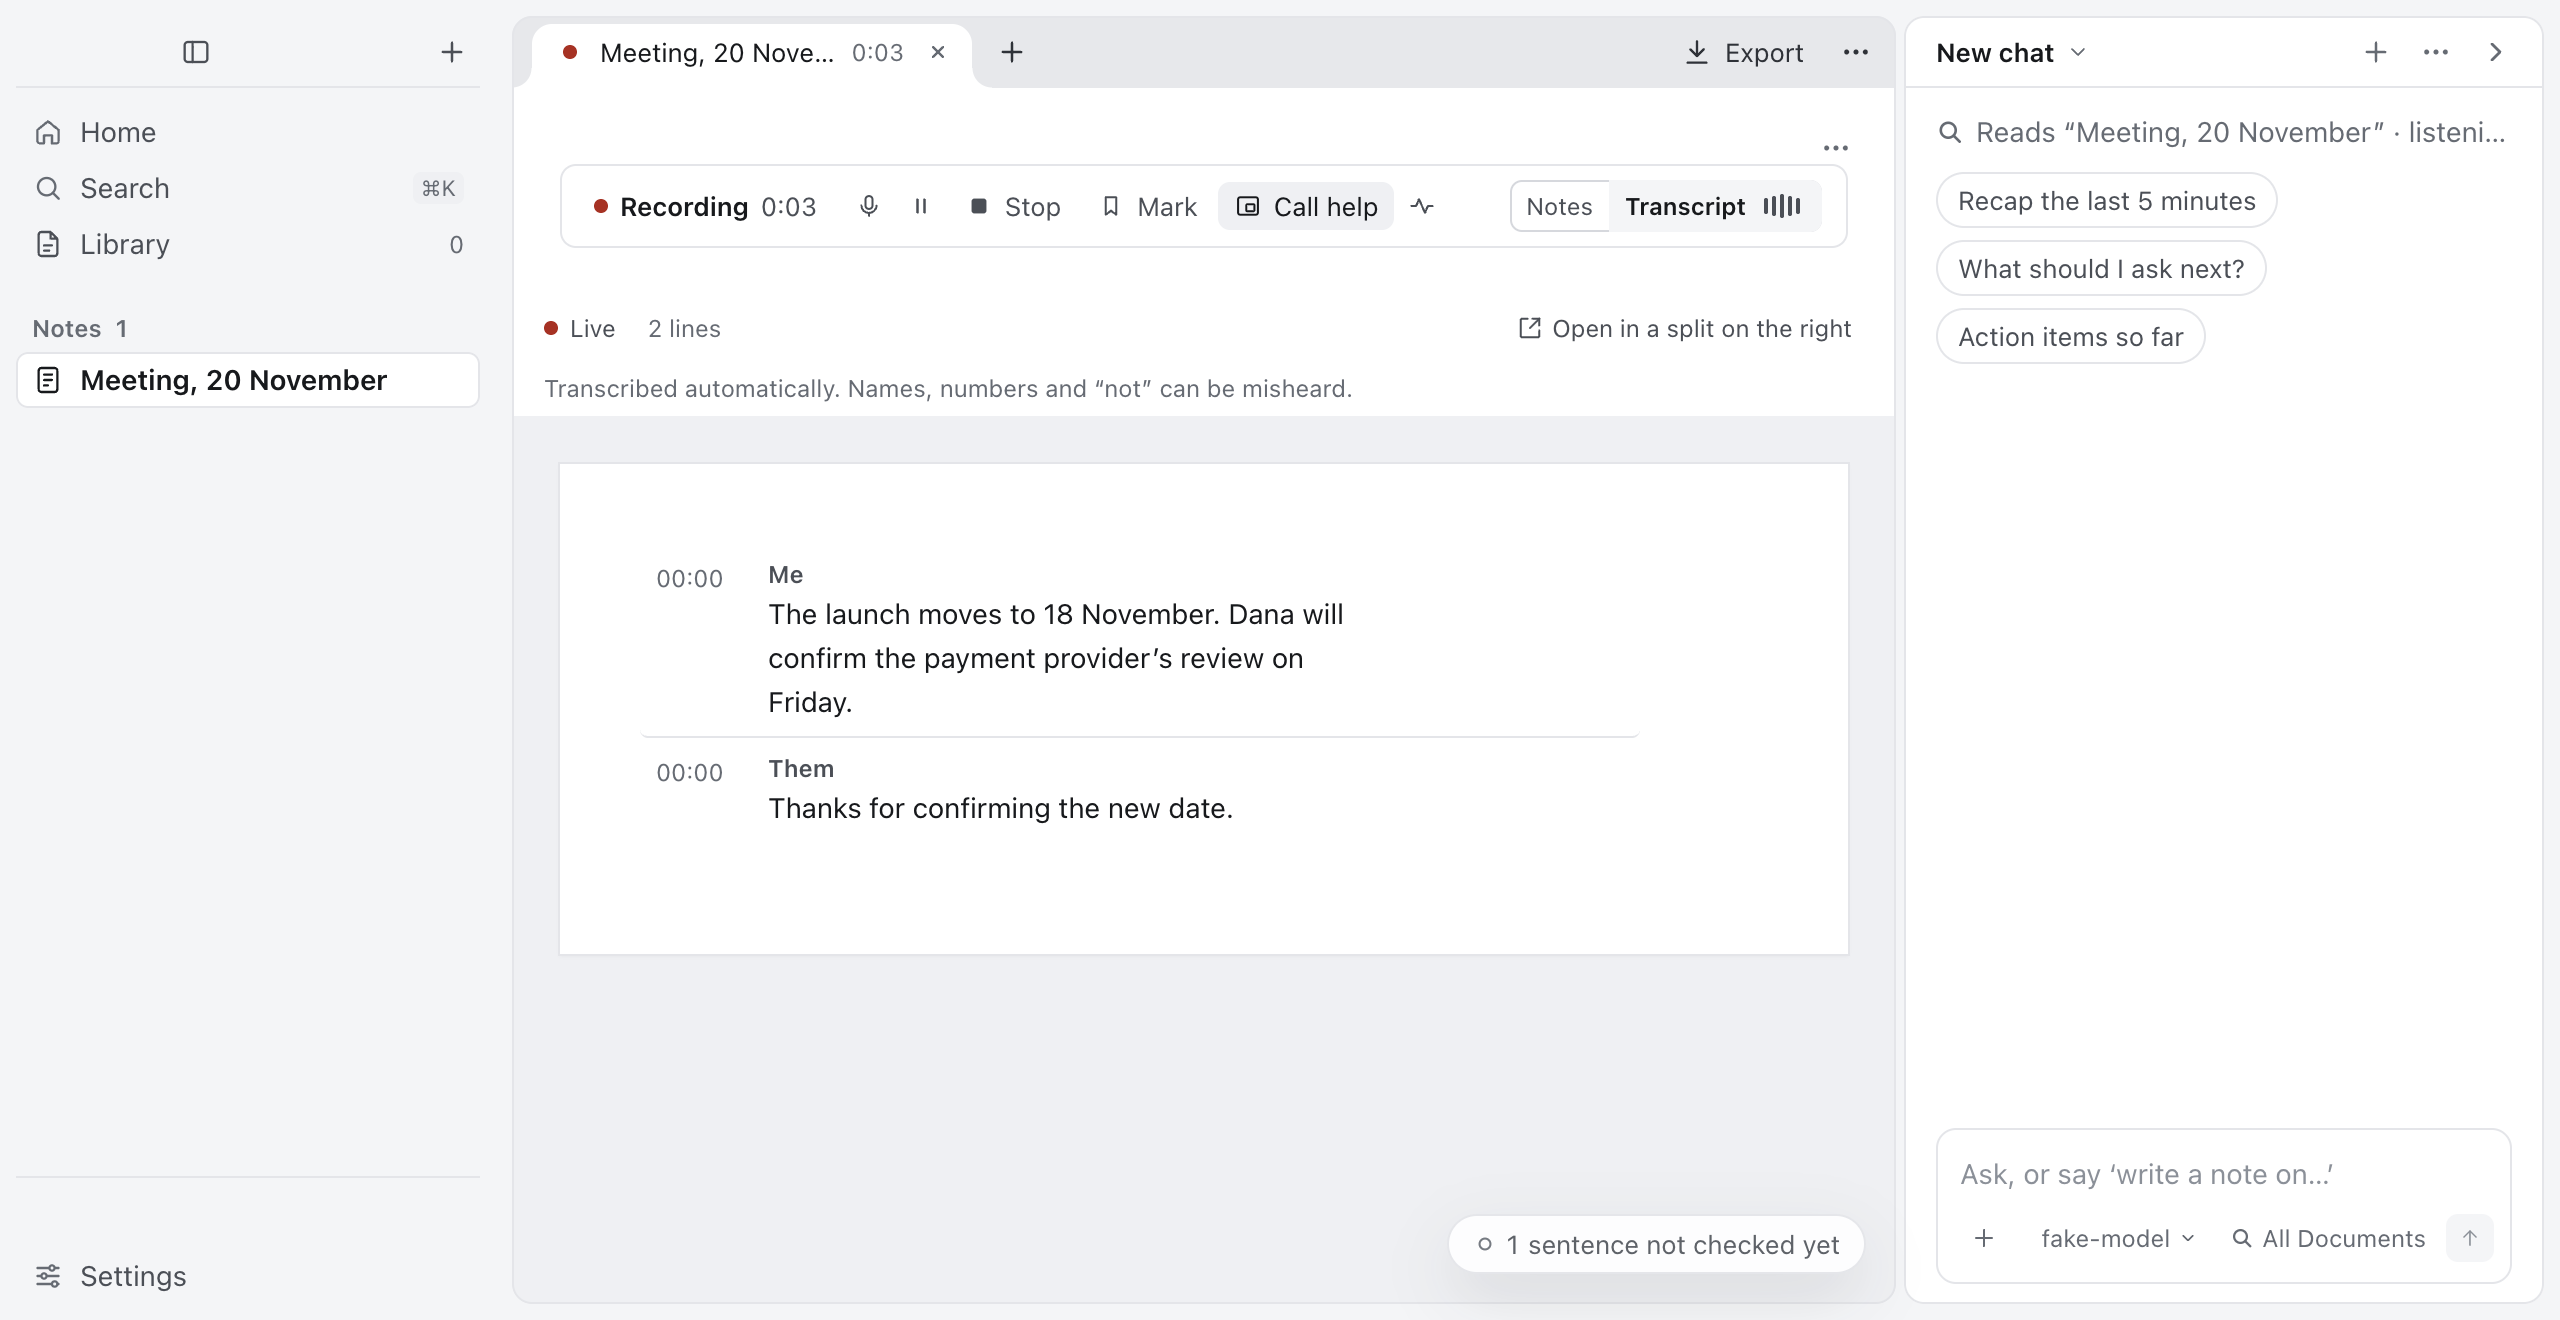 Home
Search ⌘K
Library 0
Notes 1
Meeting, 20 November
Settings
Meeting, 20 Nove... 0:03
Export
Recording 0:03 Stop Mark Call help Notes Transcript
Live 2 lines Open in a split on the right
Transcribed automatically. Names, numbers and “not” can be misheard.
00:00 Me
The launch moves to 18 November. Dana will
confirm the payment provider’s review on
Friday.
00:00 Them
Thanks for confirming the new date.
1 sentence not checked yet
New chat
Reads “Meeting, 20 November” · listeni...
Recap the last 5 minutes
What should I ask next?
Action items so far
Ask, or say ‘write a note on...’
fake-model All Documents